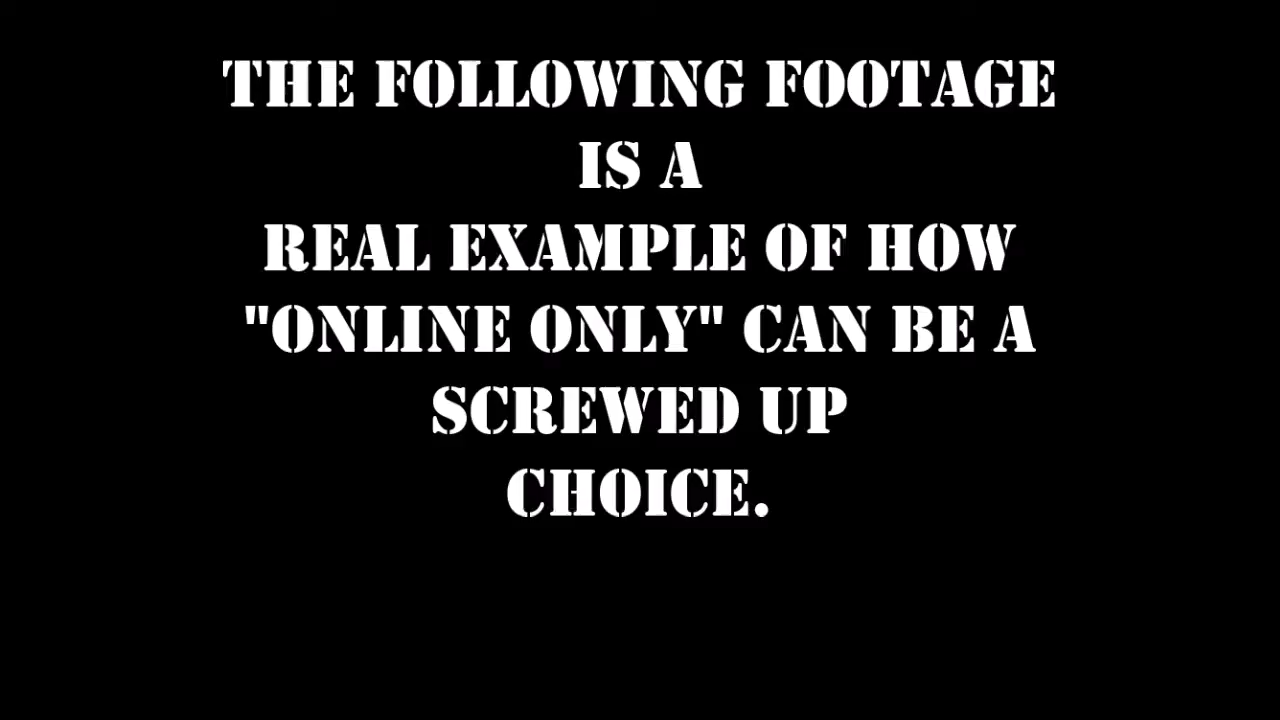 THE FOLLOWING FOOTAGE
IS A
REAL EXAMPLE OF HOW
"ONLINE ONLY" CAN BE A
SCREWED UP
CHOICE.